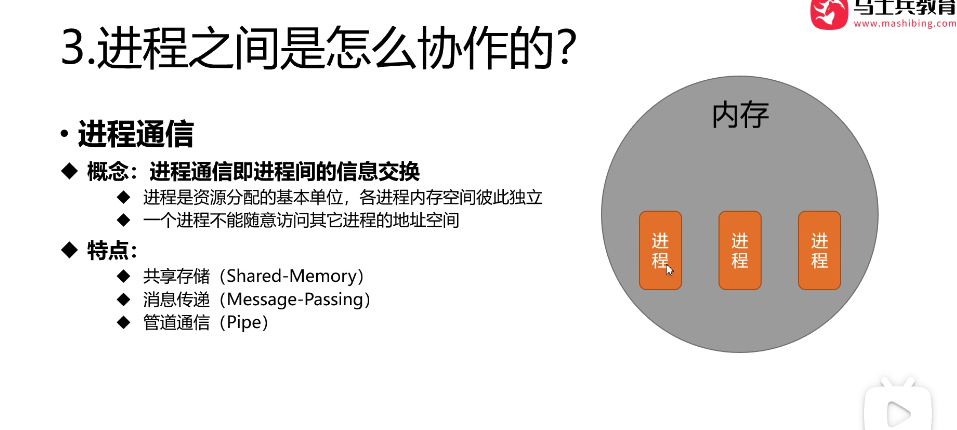 马士兵教育
www.mashibing.com
3.进程之间是怎么协作的？
• 进程通信
◆ 概念：进程通信即进程间的信息交换
◆ 进程是资源分配的基本单位，各进程内存空间彼此独立
◆ 一个进程不能随意访问其它进程的地址空间
◆ 特点：
◆ 共享存储（Shared-Memory）
◆ 消息传递（Message-Passing）
◆ 管道通信（Pipe）
内存
进
程
进
程
进
程